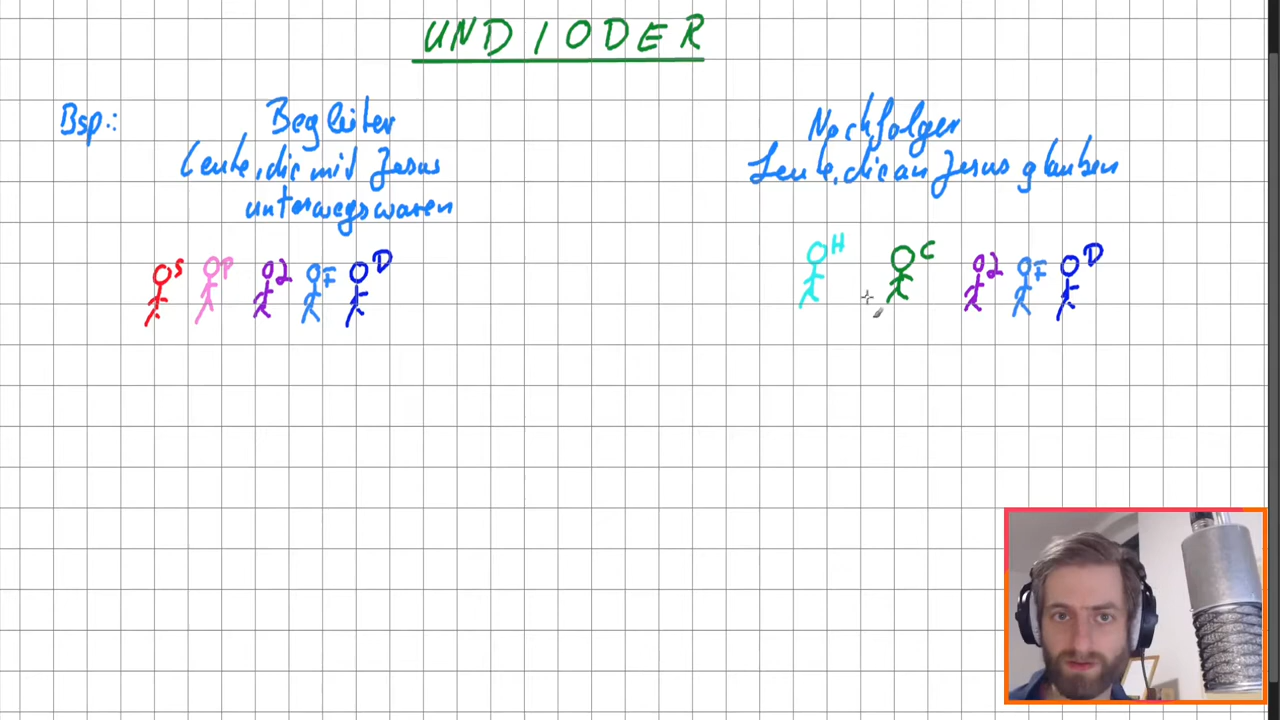 UND / ODER
Bsp.: Begleiter
Leute, die mit Jesus
unterwegs waren
Nachfolger
Leute, die an Jesus glauben
S P J F D
H C J F D